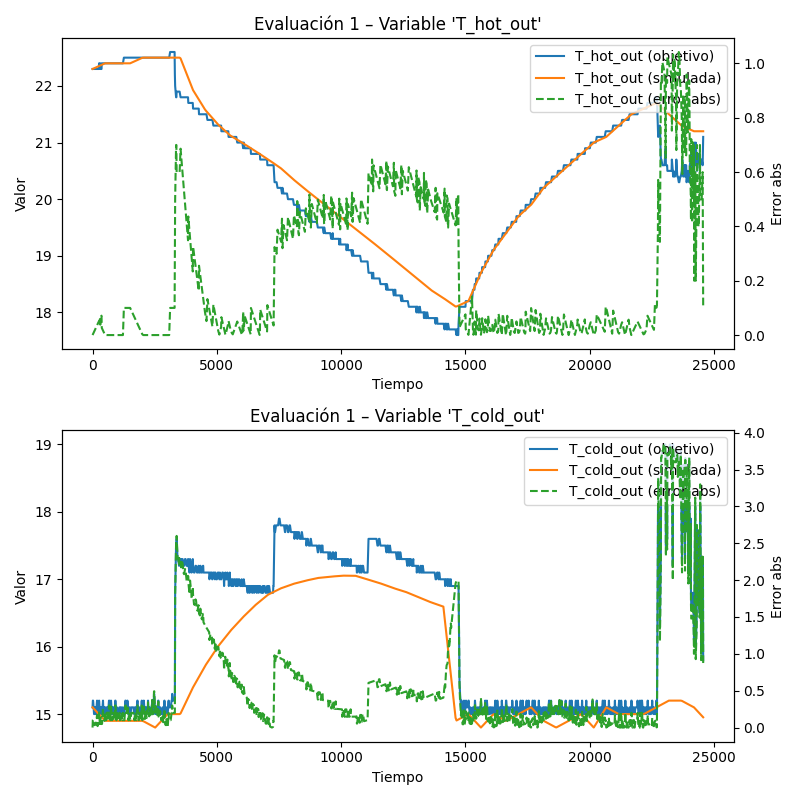 Evaluación 1 – Variable 'T_hot_out'
T_hot_out (objetivo)
T_hot_out (simulada)
T_hot_out (error abs)
22
21
20
19
18
Valor
1.0
0.8
0.6
0.4
0.2
0.0
Error abs
0 5000 10000 15000 20000 25000
Tiempo
Evaluación 1 – Variable 'T_cold_out'
T_cold_out (objetivo)
T_cold_out (simulada)
T_cold_out (error abs)
19
18
17
16
15
Valor
4.0
3.5
3.0
2.5
2.0
1.5
1.0
0.5
0.0
Error abs
0 5000 10000 15000 20000 25000
Tiempo